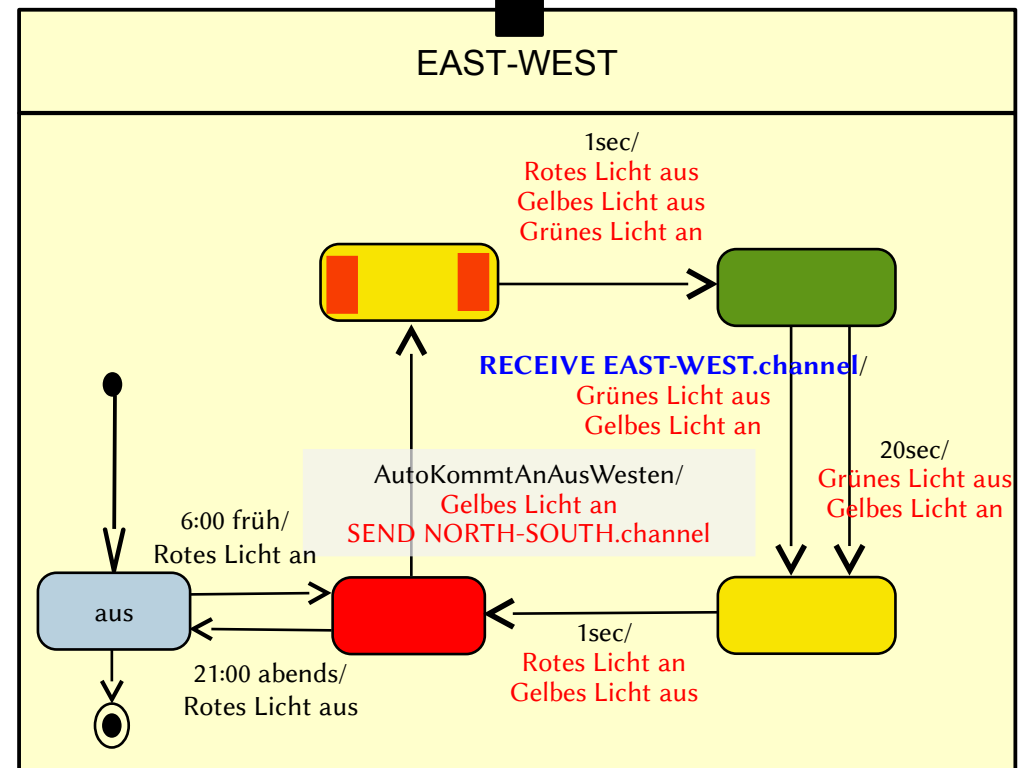 EAST-WEST
1sec/
Rotes Licht aus
Gelbes Licht aus
Grünes Licht an
RECEIVE EAST-WEST.channel/
Grünes Licht aus
Gelbes Licht an
20sec/
Grünes Licht aus
Gelbes Licht an
AutoKommtAnAusWesten/
Gelbes Licht an
SEND NORTH-SOUTH.channel
6:00 früh/
Rotes Licht an
aus
1sec/
Rotes Licht an
Gelbes Licht aus
21:00 abends/
Rotes Licht aus